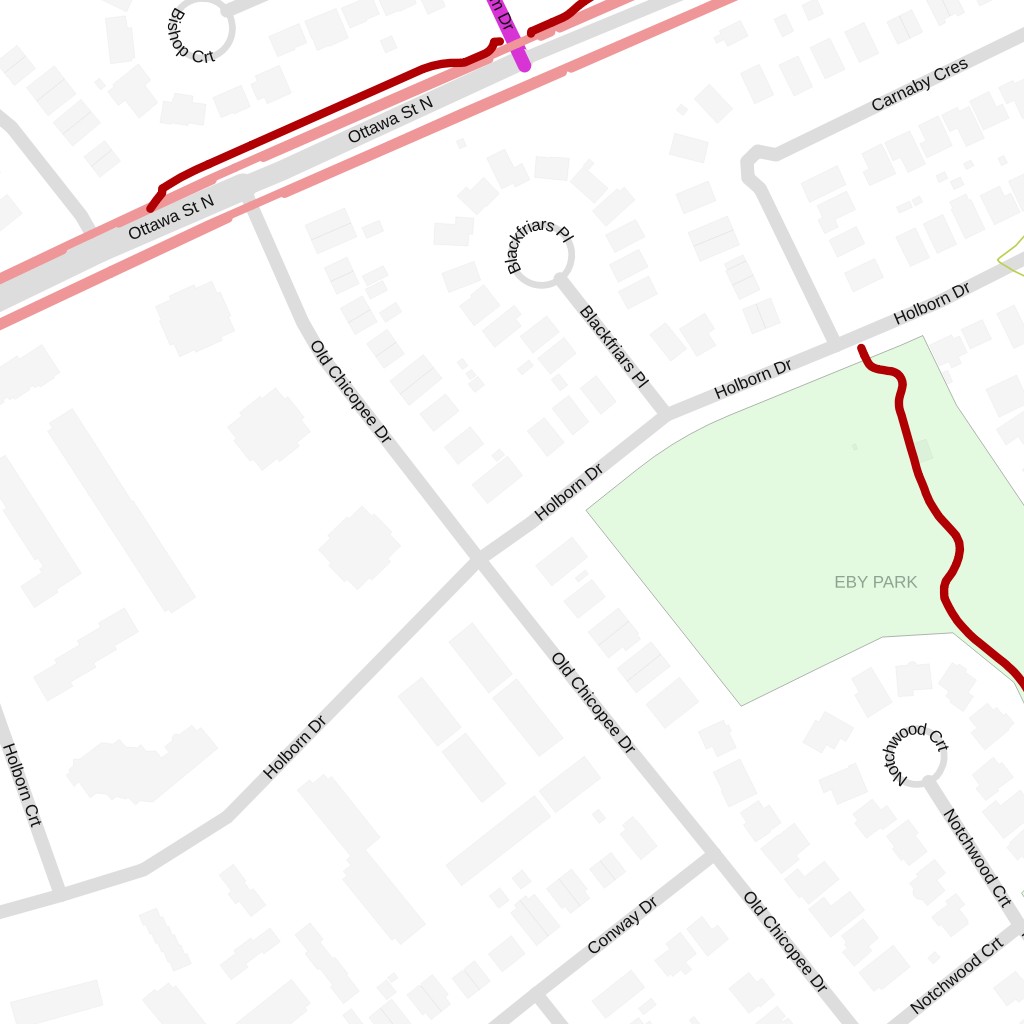 Bishop Crt
m Dr
Ottawa St N
Carnaby Cres
Ottawa St N
Blackfriars Pl
Holborn Dr
Blackfriars Pl
Old Chicopee Dr
Holborn Dr
Holborn Dr
EBY PARK
Old Chicopee Dr
Holborn Dr
Notchwood Crt
Holborn Crt
Notchwood Crt
Conway Dr
Old Chicopee Dr
Notchwood Crt